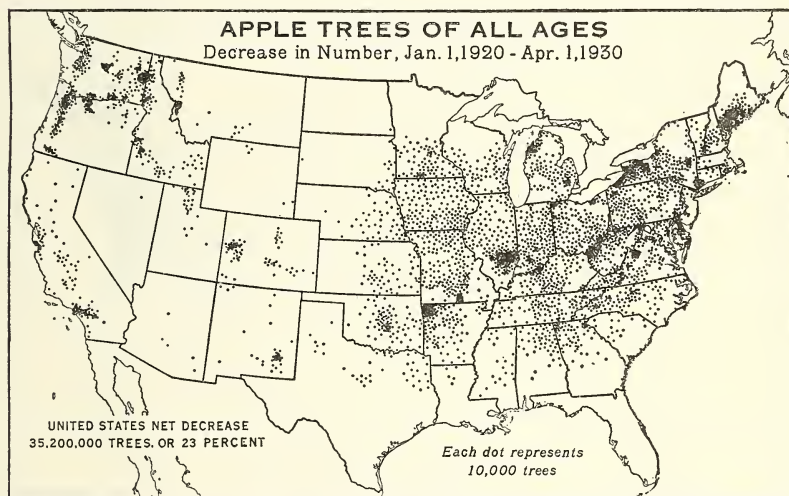 APPLE TREES OF ALL AGES
Decrease in Number, Jan. 1,1920 - Apr. 1,1930
UNITED STATES NET DECREASE
35,200,000 TREES. OR 23 PERCENT
Each dot represents
10,000 trees